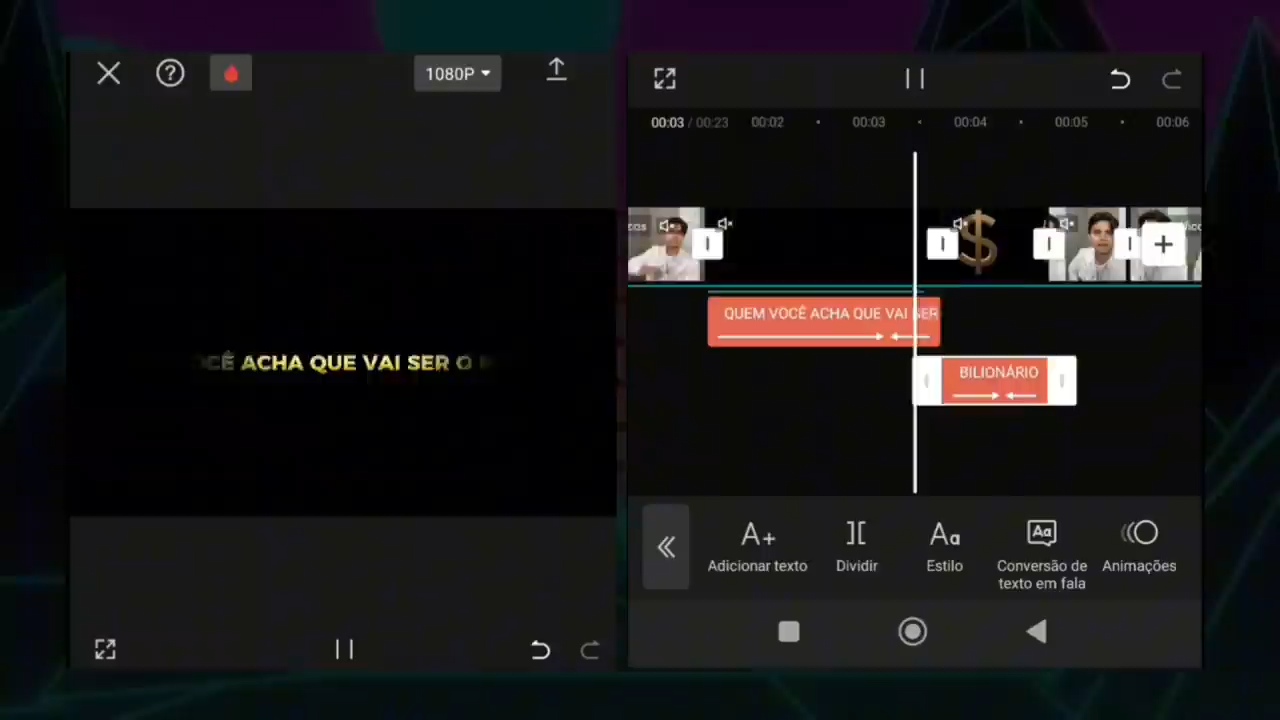 1080P
OCÊ ACHA QUE VAI SER O
00:03 / 00:23 00:02 00:03 00:04 00:05 00:06
QUEM VOCÊ ACHA QUE VAI SER
BILIONÁRIO
Adicionar texto
Dividir
Estilo
Conversão de
texto em fala
Animações